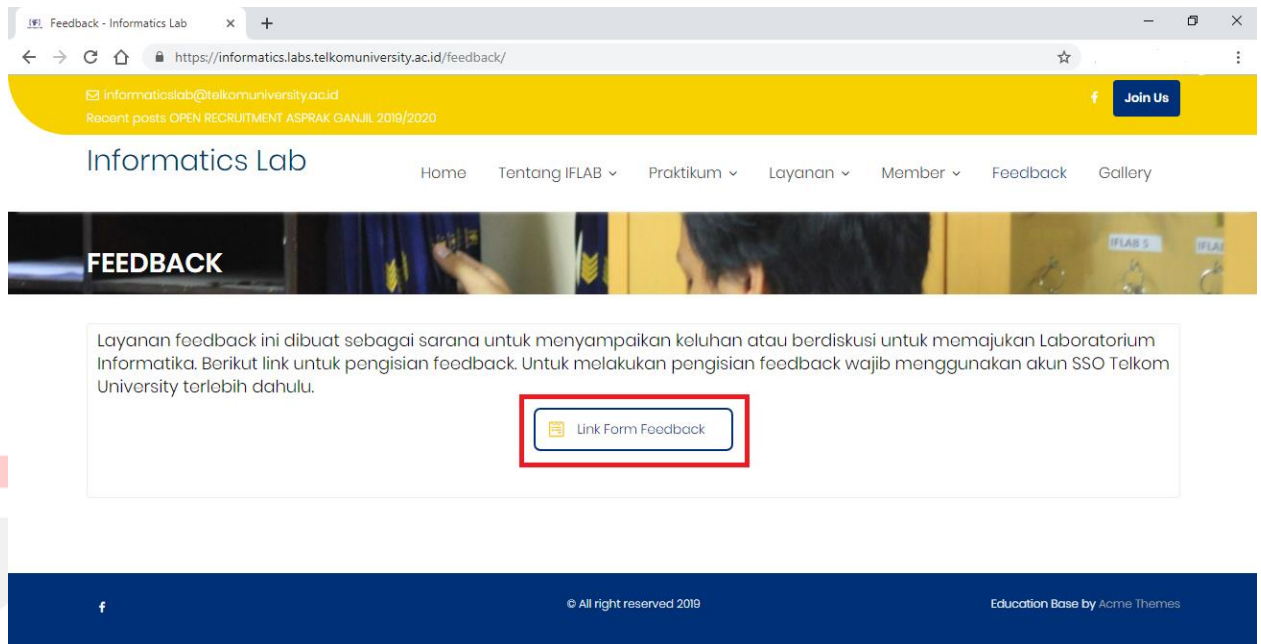 Feedback - Informatics Lab
https://informatics.labs.telkomuniversity.ac.id/feedback/
informaticslab@telkomuniversity.ac.id
Join Us
Recent posts OPEN RECRUITMENT ASPRAK GANJIL 2019/2020
Informatics Lab
Home Tentang IFLAB Praktikum Layanan Member Feedback Gallery
FEEDBACK
IFLAB 5
Layanan feedback ini dibuat sebagai sarana untuk menyampaikan keluhan atau berdiskusi untuk memajukan Laboratorium
Informatika. Berikut link untuk pengisian feedback. Untuk melakukan pengisian feedback wajib menggunakan akun SSO Telkom
University terlebih dahulu.
Link Form Feedback
© All right reserved 2019
Education Base by Acme Themes